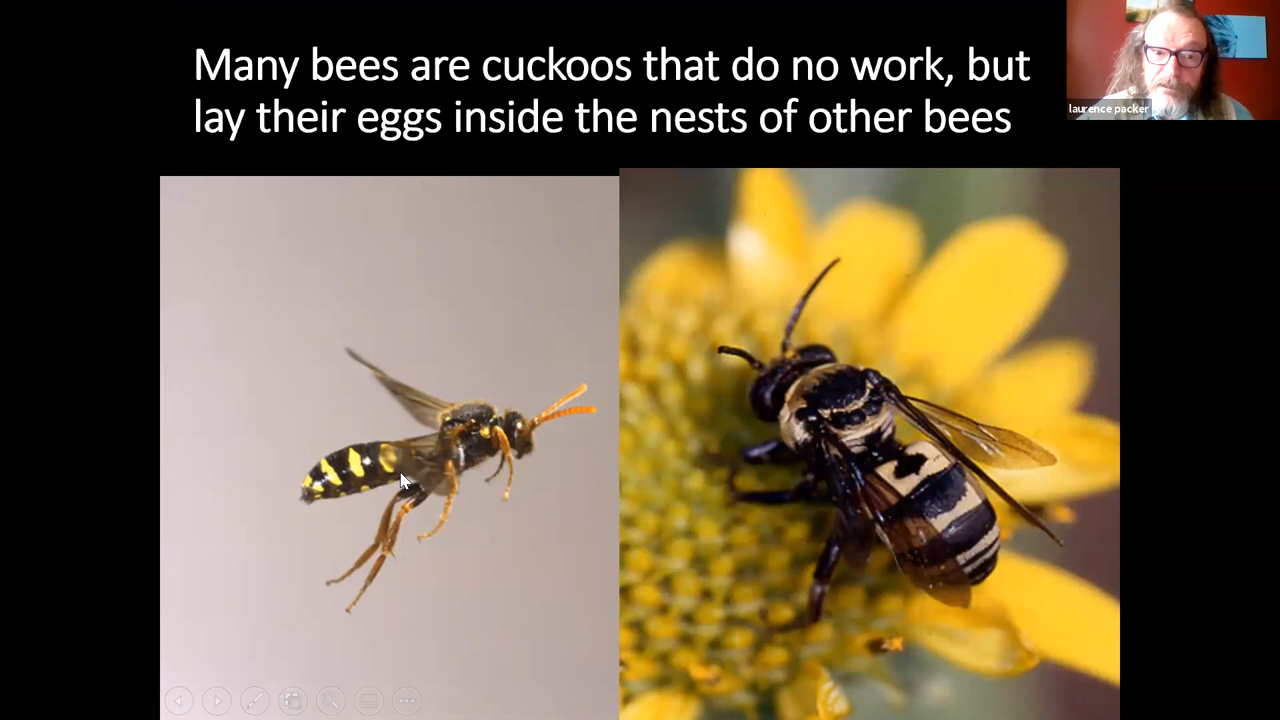 Many bees are cuckoos that do no work, but
lay their eggs inside the nests of other bees
laurence packer